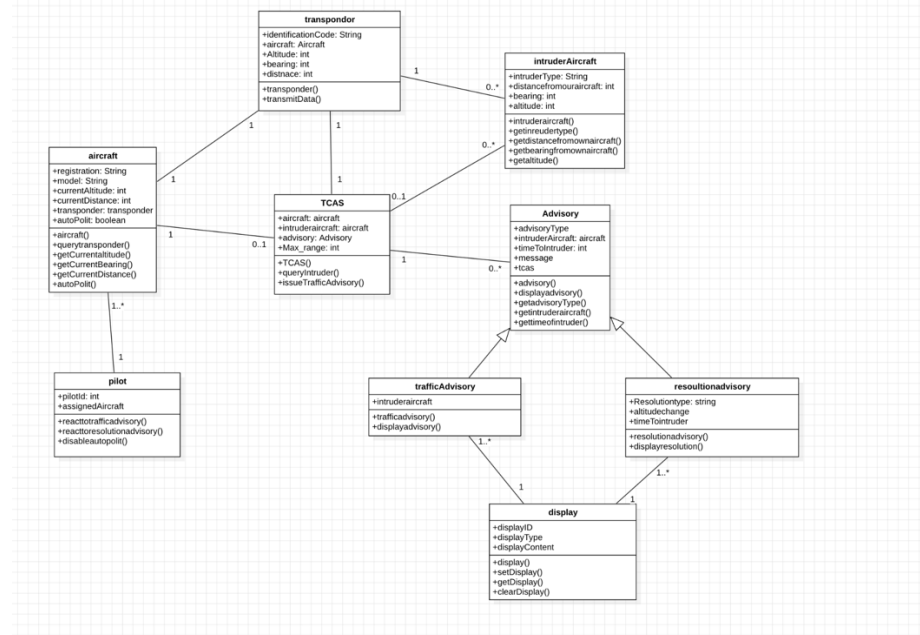 transpondor
+identificationCode: String
+aircraft: Aircraft
+Altitude: int
+bearing: int
+distnace: int
+transponder()
+transmitData()
1
0..*
1
1
1
1
intruderAircraft
+intruderType: String
+distancefromouraircraft: int
+bearing: int
+altitude: int
+intruderaircraft()
+getinreudertype()
+getdistancefromownaircraft()
+getbearingfromownaircraft()
+getaltitude()
0..*
0..1
aircraft
+registration: String
+model: String
+currentAltitude: int
+currentDistance: int
+transponder: transponder
+autoPolit: boolean
+aircraft()
+querytransponder()
+getCurrentaltitude()
+getCurrentBearing()
+getCurrentDistance()
+autoPolit()
1
0..1
1..*
1
TCAS
+aircraft: aircraft
+intruderaircraft: aircraft
+advisory: Advisory
+Max_range: int
+TCAS()
+queryIntruder()
+issueTrafficAdvisory()
1
0..*
Advisory
+advisoryType
+intruderAircraft: aircraft
+timeToIntruder: int
+message
+tcas
+advisory()
+displayadvisory()
+getadvisoryType()
+getintruderaircraft()
+gettimeofintruder()
pilot
+pilotId: int
+assignedAircraft
+reacttotrafficadvisory()
+reacttoresolutionadvisory()
+disableautopolit()
trafficAdvisory
+intruderaircraft
+trafficadvisory()
+displayadvisory()
1..*
1
resoultionadvisory
+Resolutiontype: string
+altitudechange
+timeTointruder
+resolutionadvisory()
+displayresolution()
1..*
1
display
+displayID
+displayType
+displayContent
+display()
+setDisplay()
+getDisplay()
+clearDisplay()